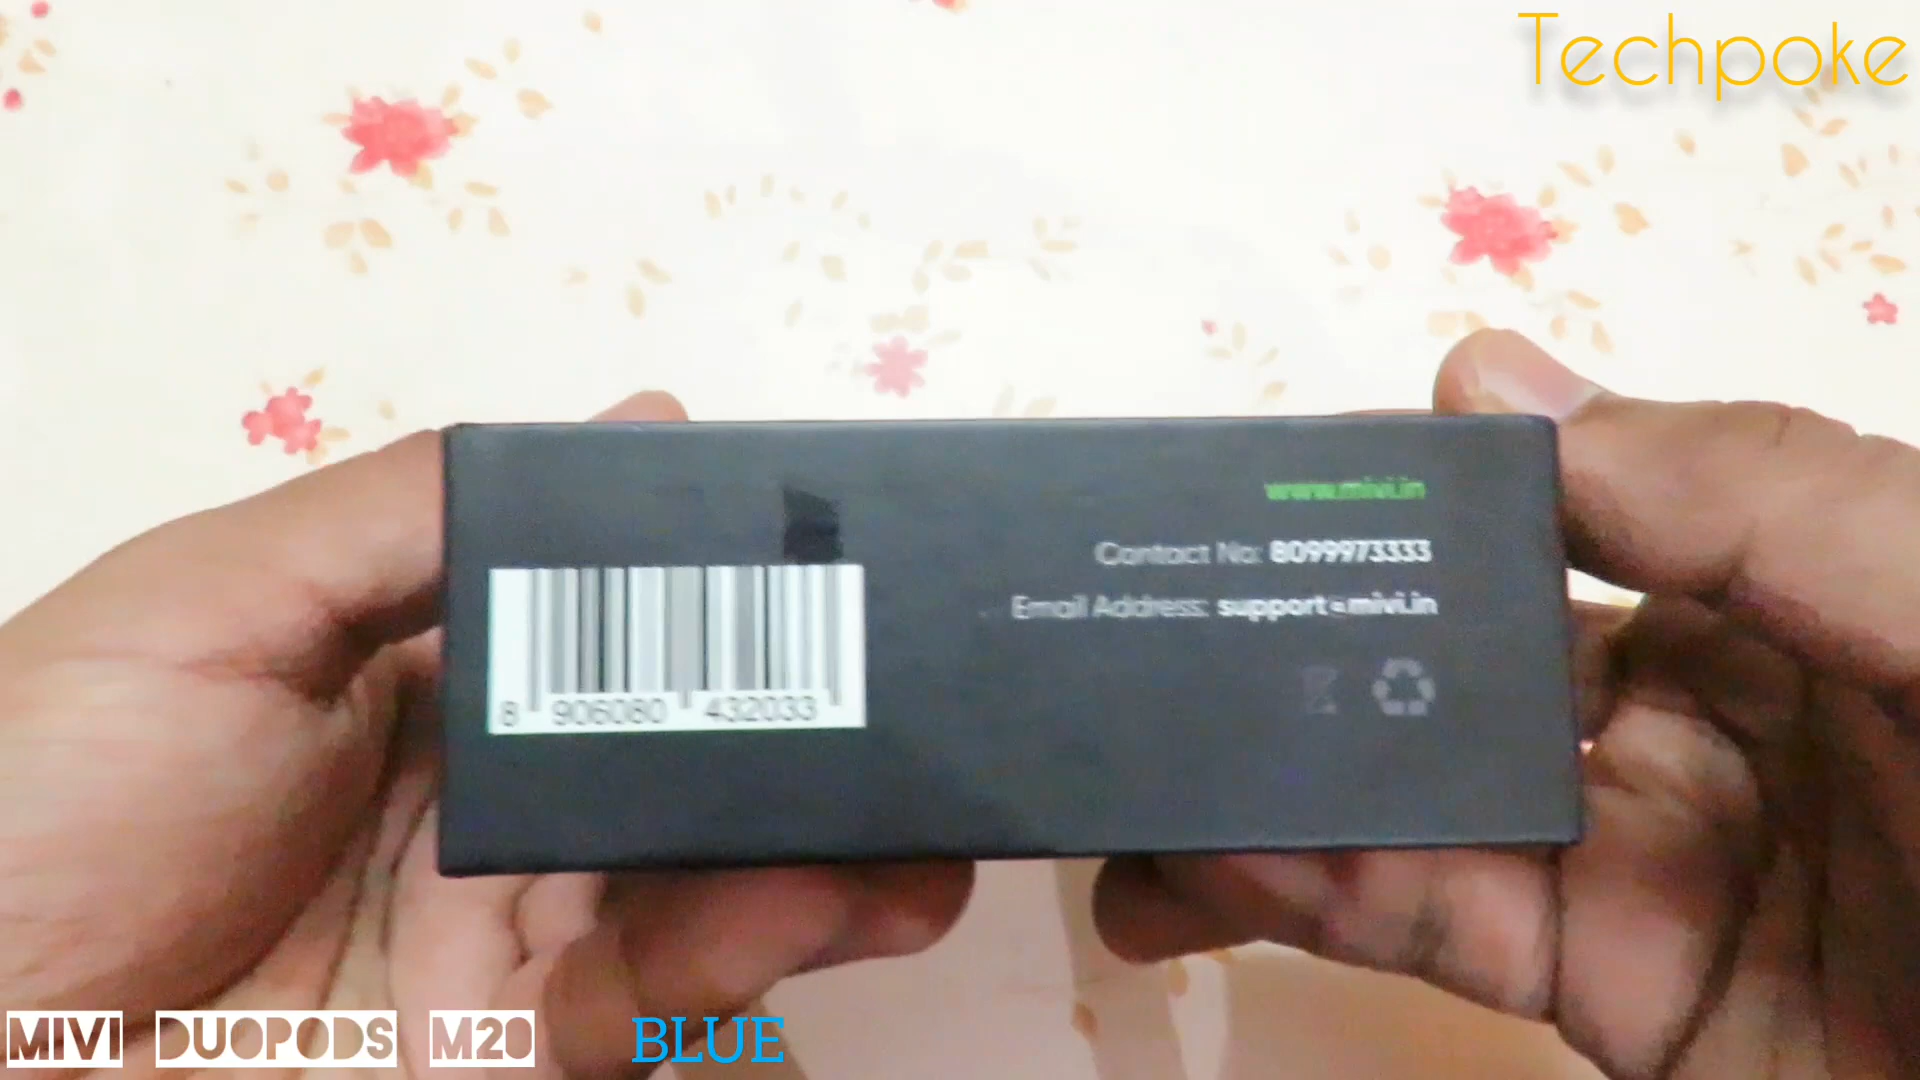 Techpoke
www.mivi.in
Contact No: 8099973333
Email Address: support@mivi.in
8 906080 432033
MIVI DUOPODS M20 BLUE